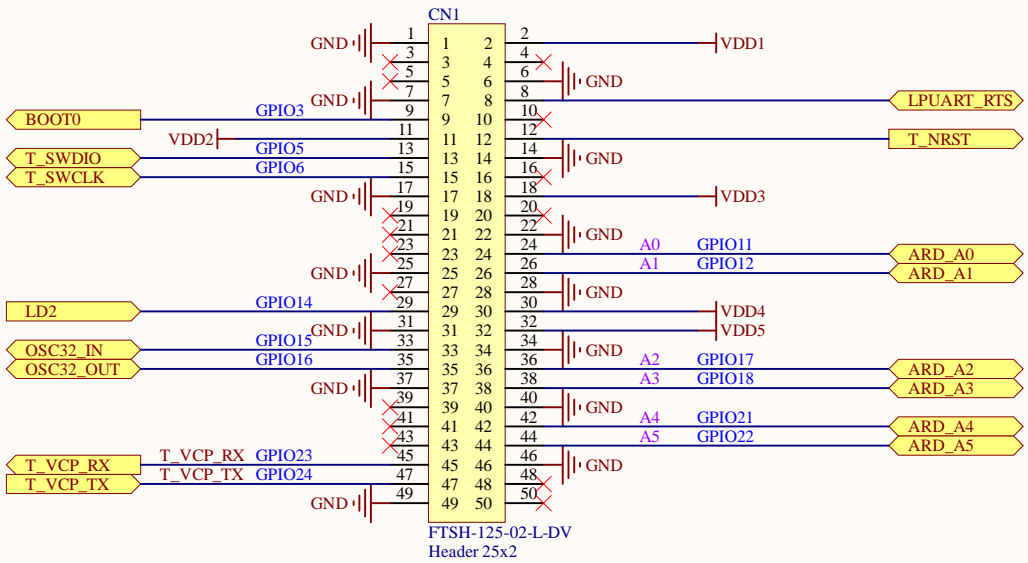 CN1
GND 1 1 2 2 VDD1
3 3 4 4
5 5 6 6 GND
GND 7 7 8 8 LPUART_RTS
BOOT0 GPIO3 9 9 10 10
VDD2 11 11 12 12 T_NRST
T_SWDIO GPIO5 13 13 14 14 GND
T_SWCLK GPIO6 15 15 16 16
GND 17 17 18 18 VDD3
19 19 20 20
21 21 22 22 GND
23 23 24 24 A0 GPIO11 ARD_A0
GND 25 25 26 26 A1 GPIO12 ARD_A1
27 27 28 28 GND
LD2 GPIO14 29 29 30 30 VDD4
GND 31 31 32 32 VDD5
OSC32_IN GPIO15 33 33 34 34 GND
OSC32_OUT GPIO16 35 35 36 36 A2 GPIO17 ARD_A2
GND 37 37 38 38 A3 GPIO18 ARD_A3
39 39 40 40 GND
41 41 42 42 A4 GPIO21 ARD_A4
43 43 44 44 A5 GPIO22 ARD_A5
T_VCP_RX T_VCP_RX GPIO23 45 45 46 46 GND
T_VCP_TX T_VCP_TX GPIO24 47 47 48 48
GND 49 49 50 50
FTSH-125-02-L-DV
Header 25x2